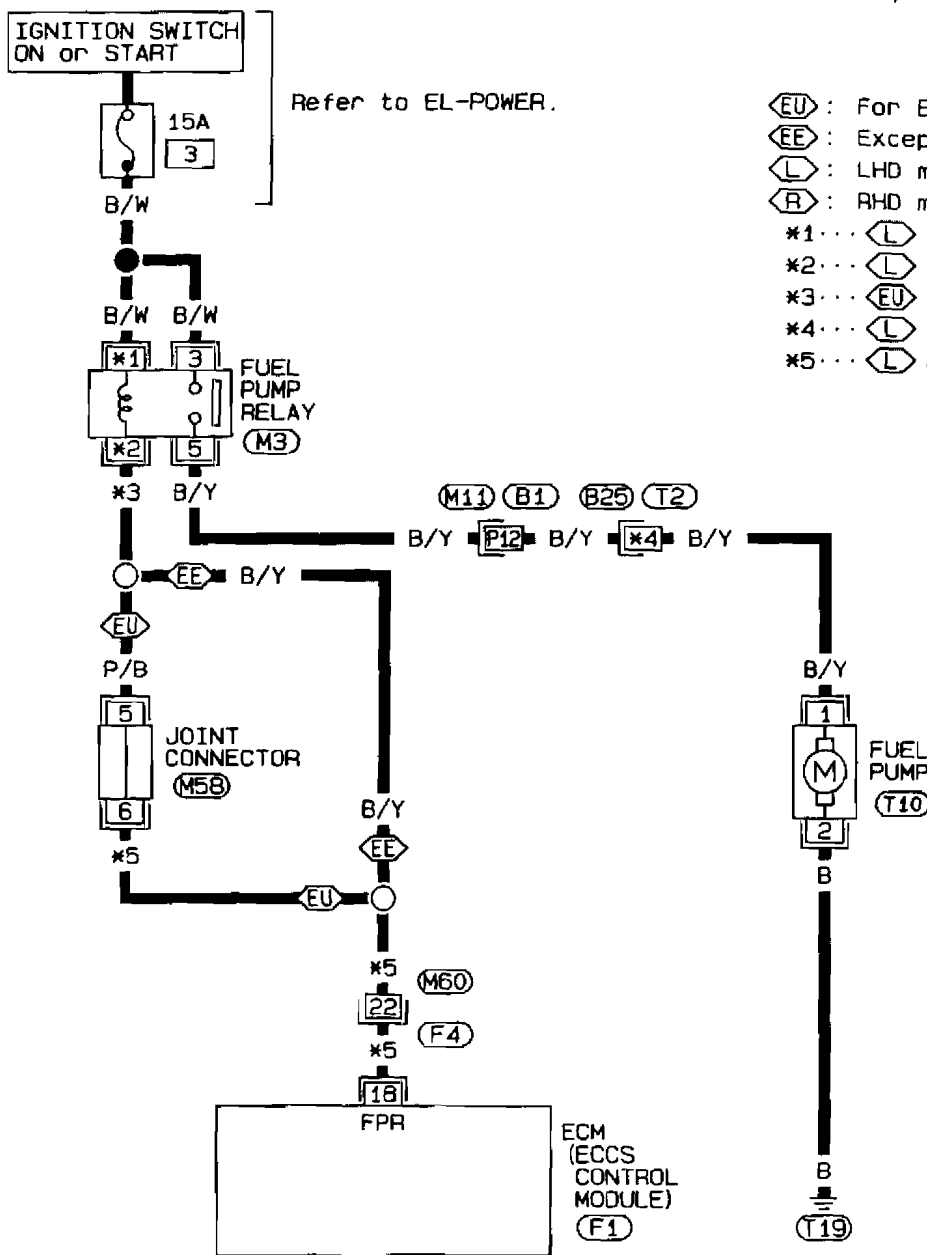 IGNITION SWITCH
ON or START
Refer to EL-POWER.
15A
3
B/W
EU : For
EE :
L : LHD
R : RHD
*1··· L
*2··· L
*3··· EU
*4··· L
*5··· L
B/W B/W
*1 3
FUEL
PUMP
RELAY
M3
*2 5
*3 B/Y
M11 B1 B25 T2
B/Y P12 B/Y *4 B/Y
EE B/Y
EU
P/B
B/Y
5
1
JOINT
CONNECTOR
M58
M
FUEL
PUMP
T10
6
B/Y
2
*5
EE
B
EU
*5
M60
22
F4
*5
18
FPR
ECM
(ECCS
CONTROL
MODULE)
F1
B
T19